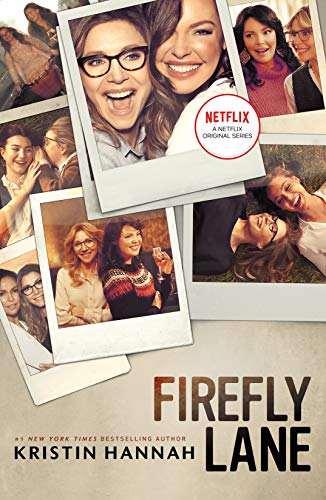 NETFLIX
A NETFLIX
ORIGINAL SERIES
FIREFLY
LANE
#1 NEW YORK TIMES BESTSELLING AUTHOR
KRISTIN HANNAH